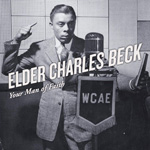 ELDER CHARLES BECK
Your Man of Faith
WCAE